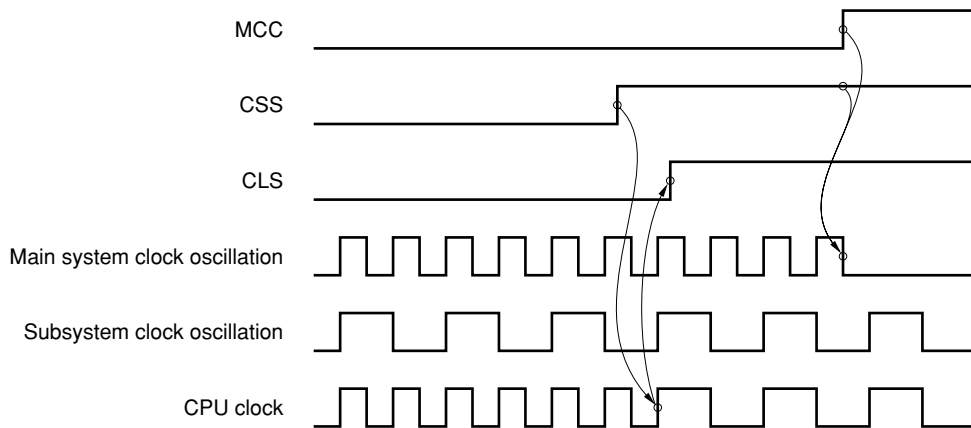 MCC
CSS
CLS
Main system clock oscillation
Subsystem clock oscillation
CPU clock